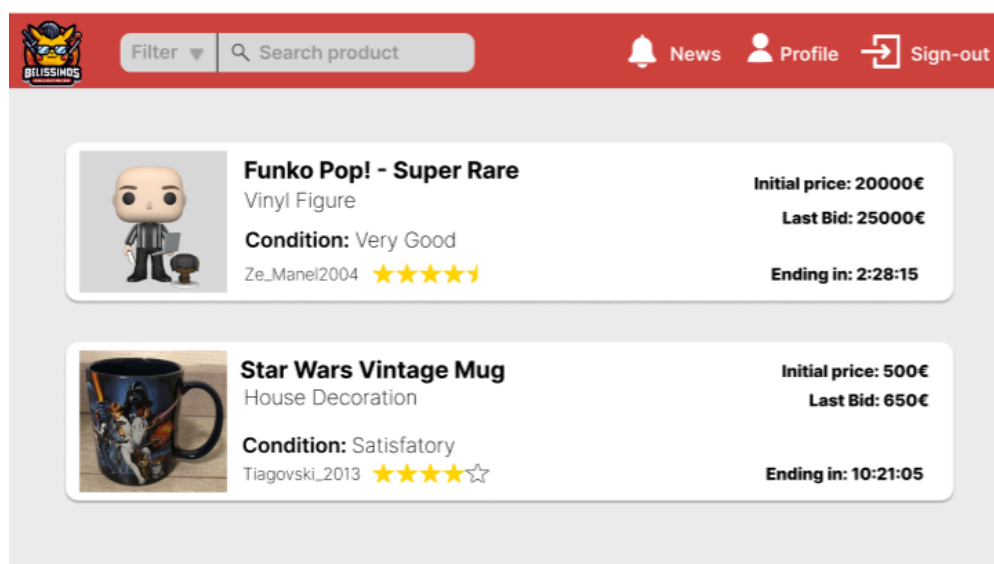 BELISSIMOS
Filter ▼ Search product
News
Profile
Sign-out
Funko Pop! - Super Rare
Vinyl Figure
Condition: Very Good
Ze_Manel2004
Initial price: 20000€
Last Bid: 25000€
Ending in: 2:28:15
Star Wars Vintage Mug
House Decoration
Condition: Satisfatory
Tiagovski_2013
Initial price: 500€
Last Bid: 650€
Ending in: 10:21:05